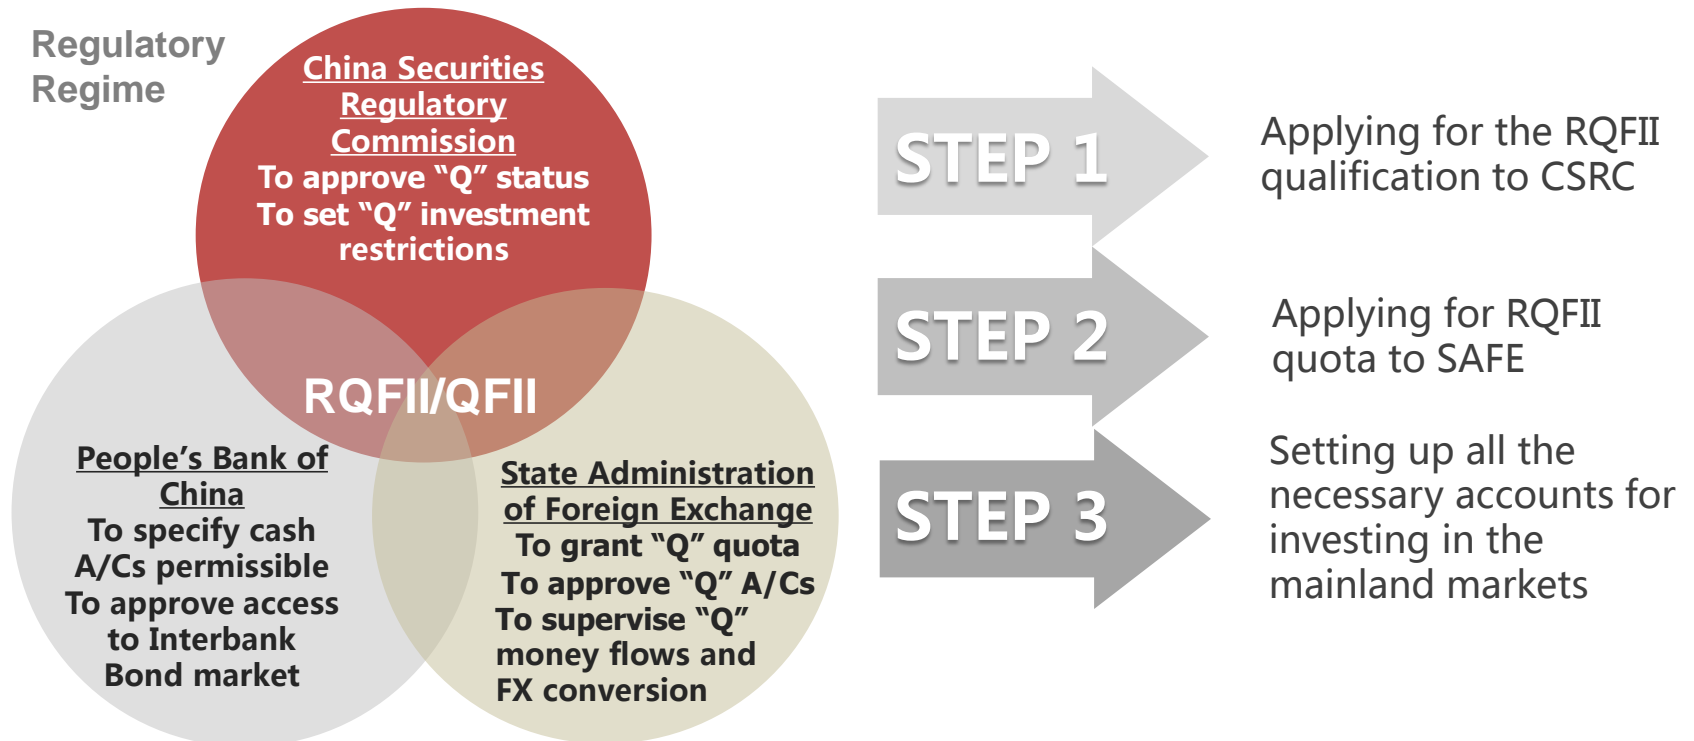 Regulatory
Regime
China Securities
Regulatory
Commission
To approve “Q” status
To set “Q” investment
restrictions
RQFII/QFII
People’s Bank of
China
To specify cash
A/Cs permissible
To approve access
to Interbank
Bond market
State Administration
of Foreign Exchange
To grant “Q” quota
To approve “Q” A/Cs
To supervise “Q”
money flows and
FX conversion
STEP 1
Applying for the RQFII
qualification to CSRC
STEP 2
Applying for RQFII
quota to SAFE
STEP 3
Setting up all the
necessary accounts for
investing in the
mainland markets